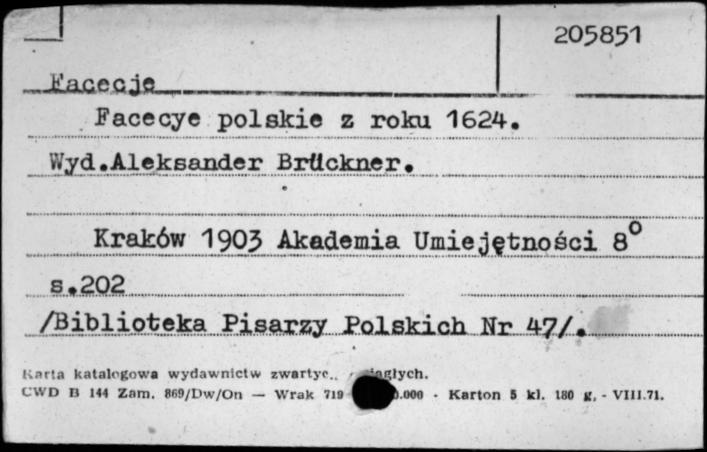 205851
Facecje
Facecye polskie z roku 1624.
Wyd.Aleksander Brückner.
Kraków 1903 Akademia Umiejętności 8°
s.202
/Biblioteka Pisarzy Polskich Nr 47/.
Karta katalogowa wydawnictw
CWD B 144 Zam. 869/Dw/On — Wrak 719 - Karton 5 kl. 180 g. - VIII.71.